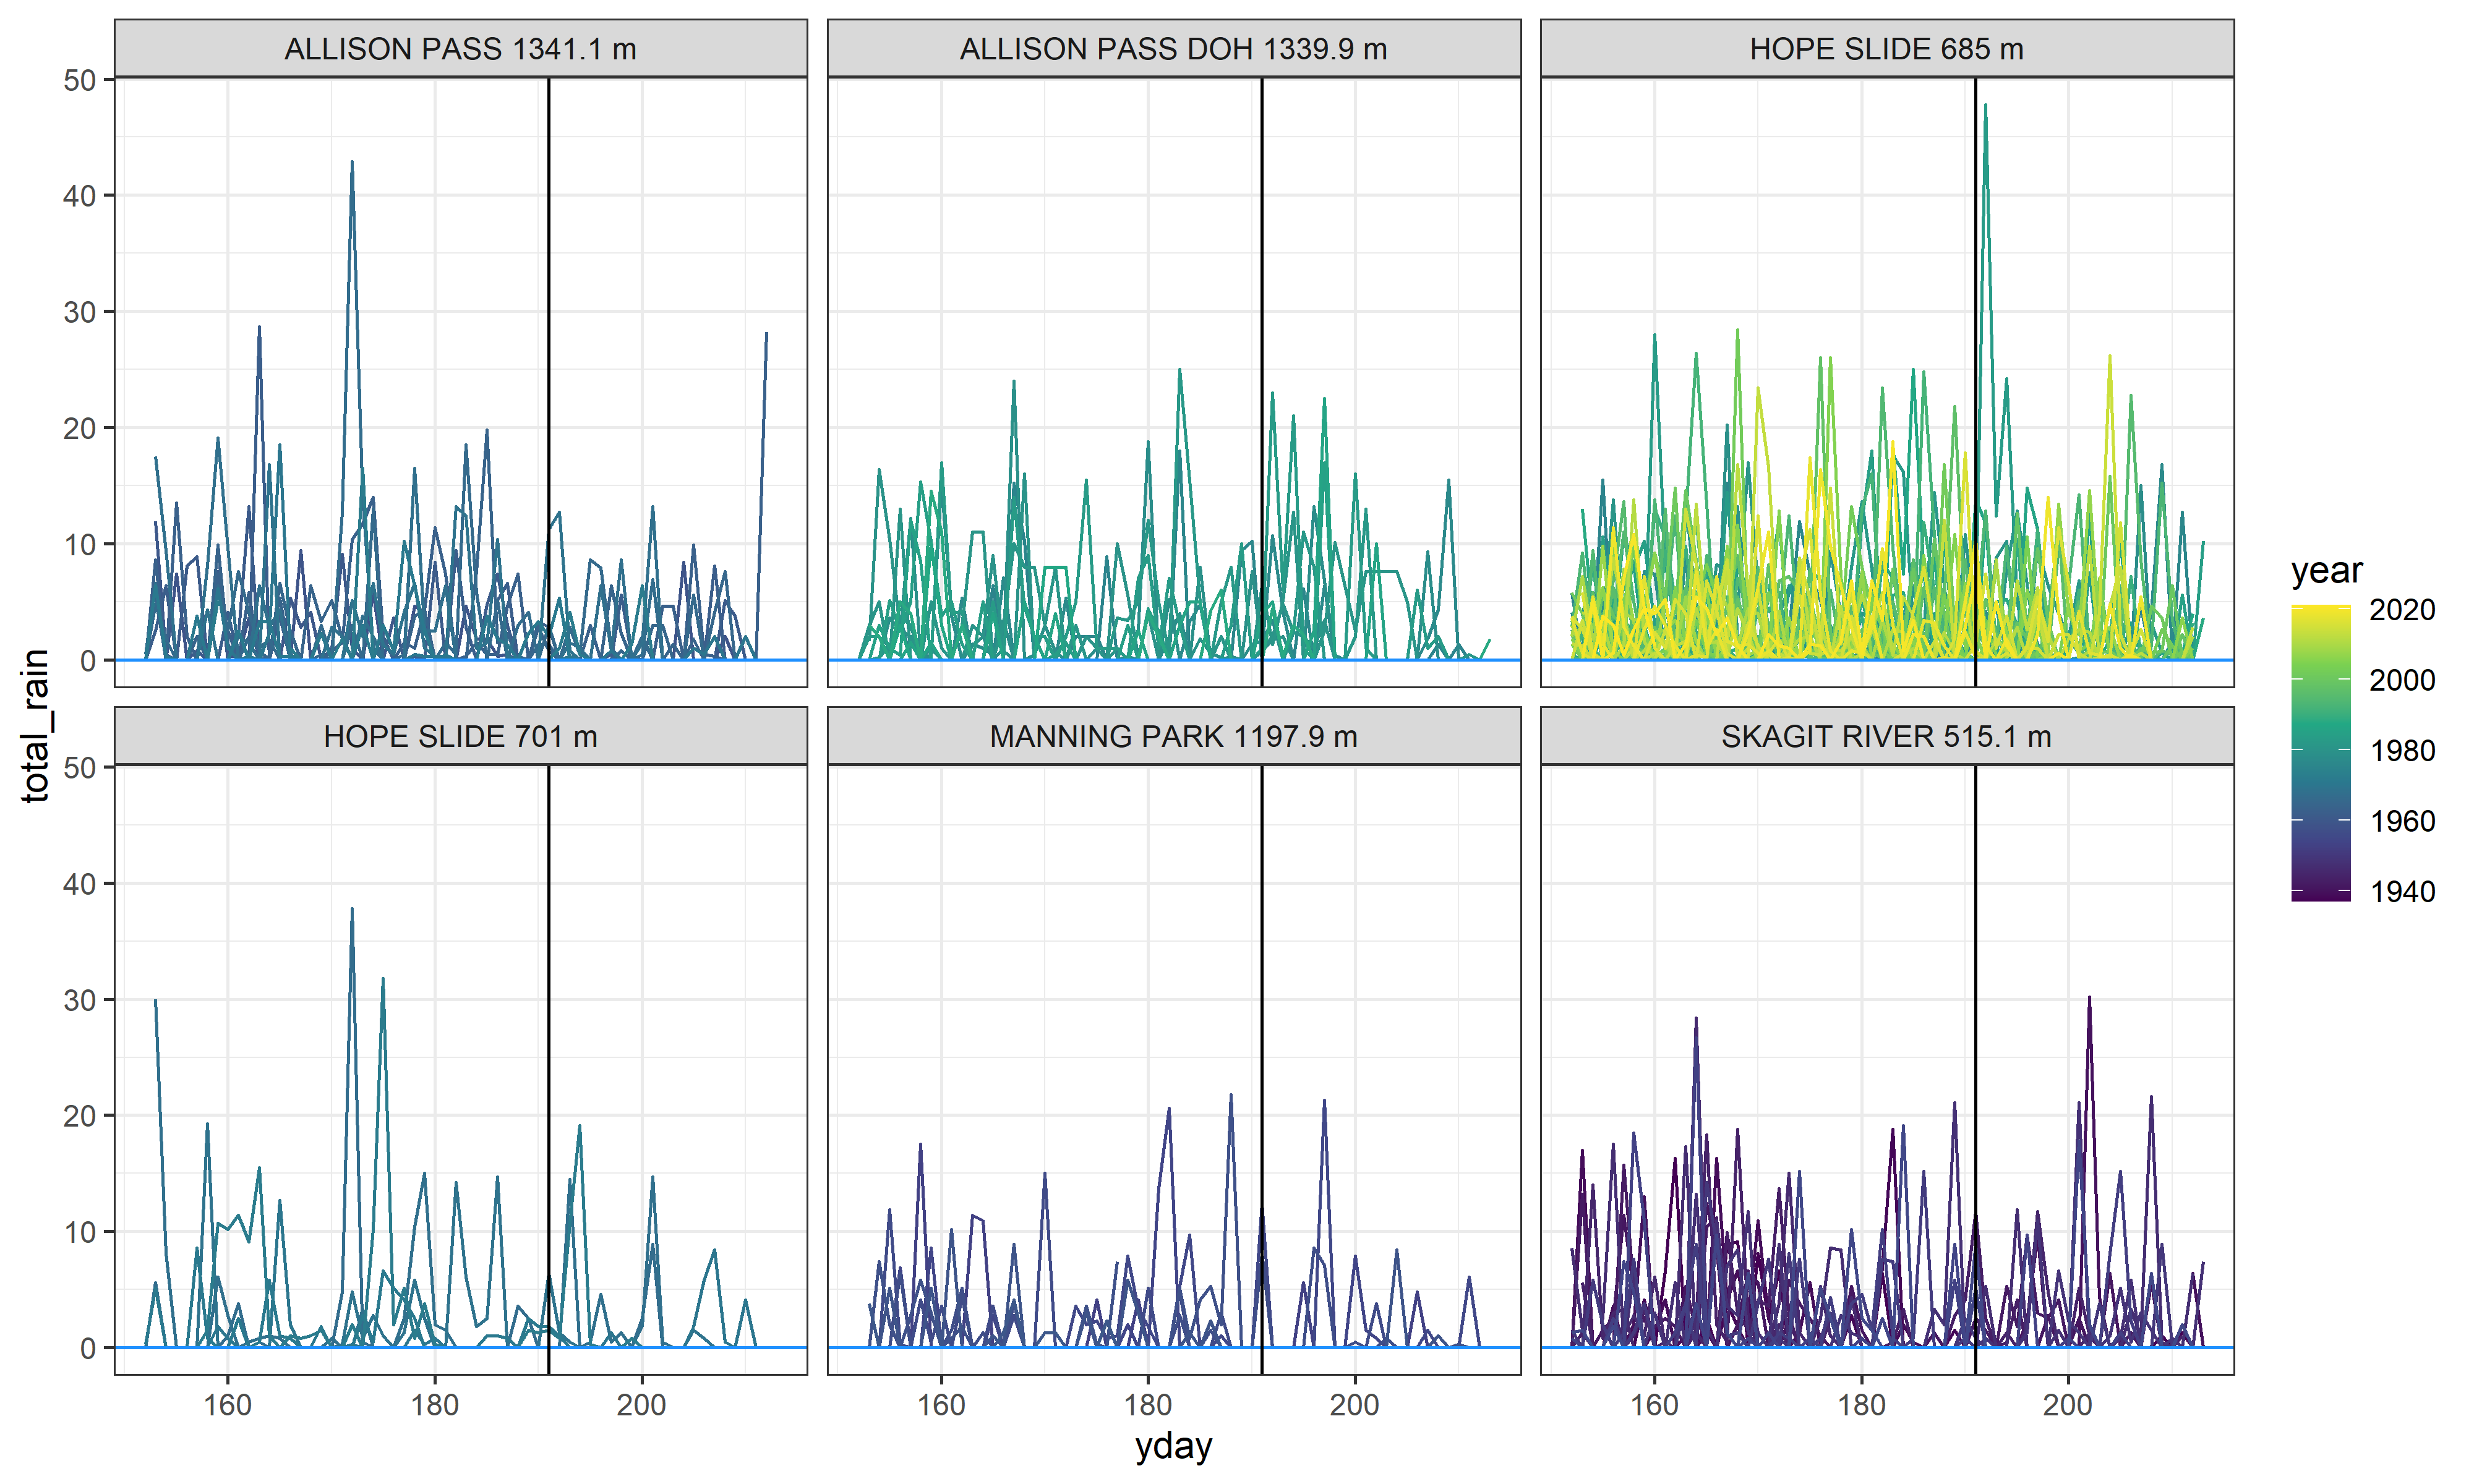 ALLISON PASS 1341.1 m
ALLISON PASS DOH 1339.9 m
HOPE SLIDE 685 m
50
40
30
20
10
0
HOPE SLIDE 701 m
MANNING PARK 1197.9 m
SKAGIT RIVER 515.1 m
50
40
30
20
10
0
160
180
200
160
180
200
160
180
200
total_rain
yday
year
2020
2000
1980
1960
1940